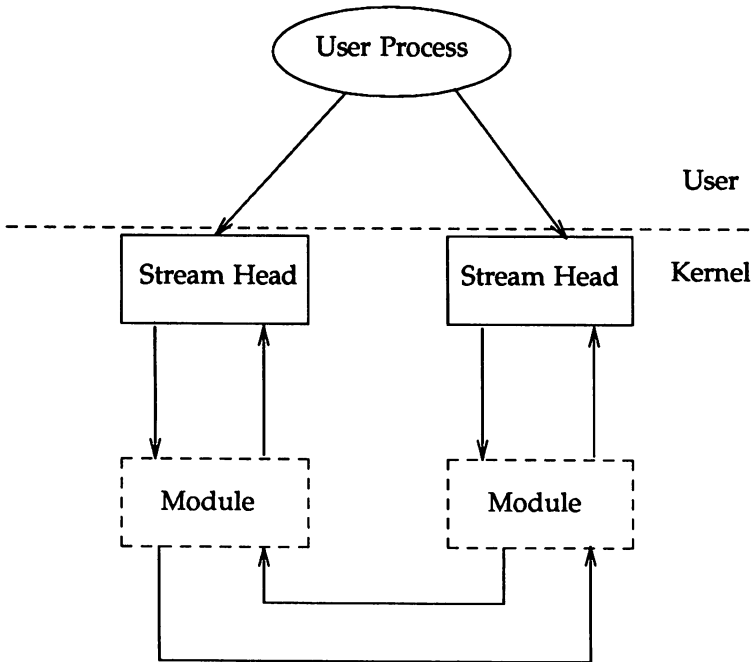 User Process
User
Stream Head
Stream Head
Kernel
Module
Module